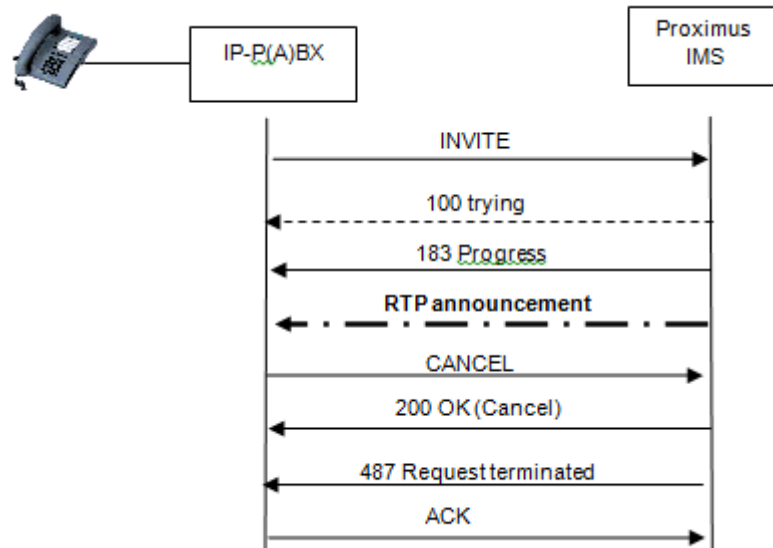 IP-P(A)BX
Proximus
IMS
INVITE
100 trying
183 Progress
RTP announcement
CANCEL
200 OK (Cancel)
487 Request terminated
ACK